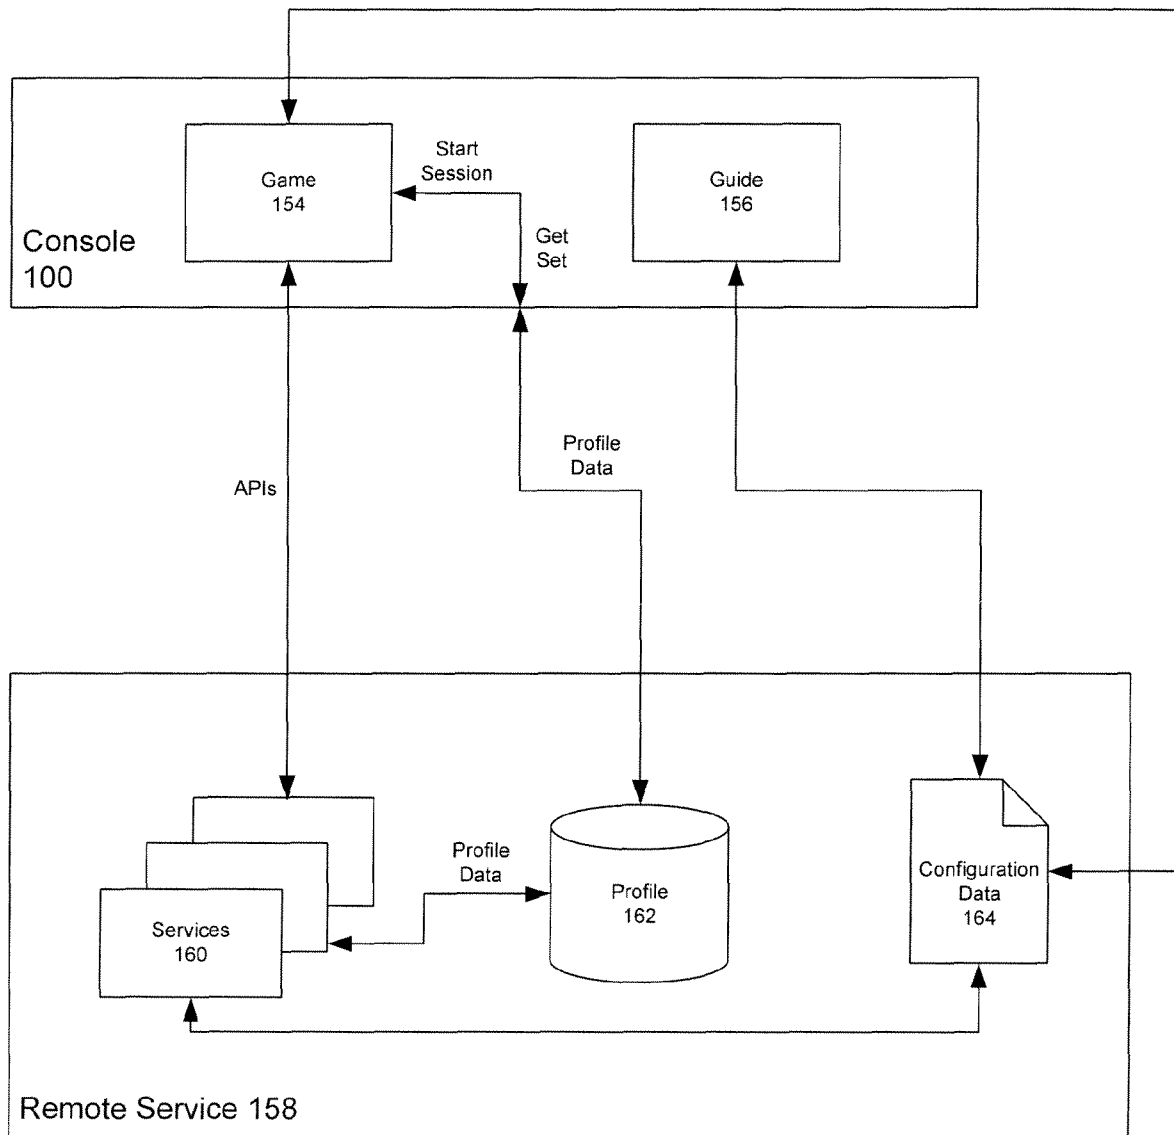 Game
154
Start
Session
Guide
156
Console
100
Get
Set
Profile
Data
APIs
Profile
Data
Services
160
Profile
162
Configuration
Data
164
Remote Service 158